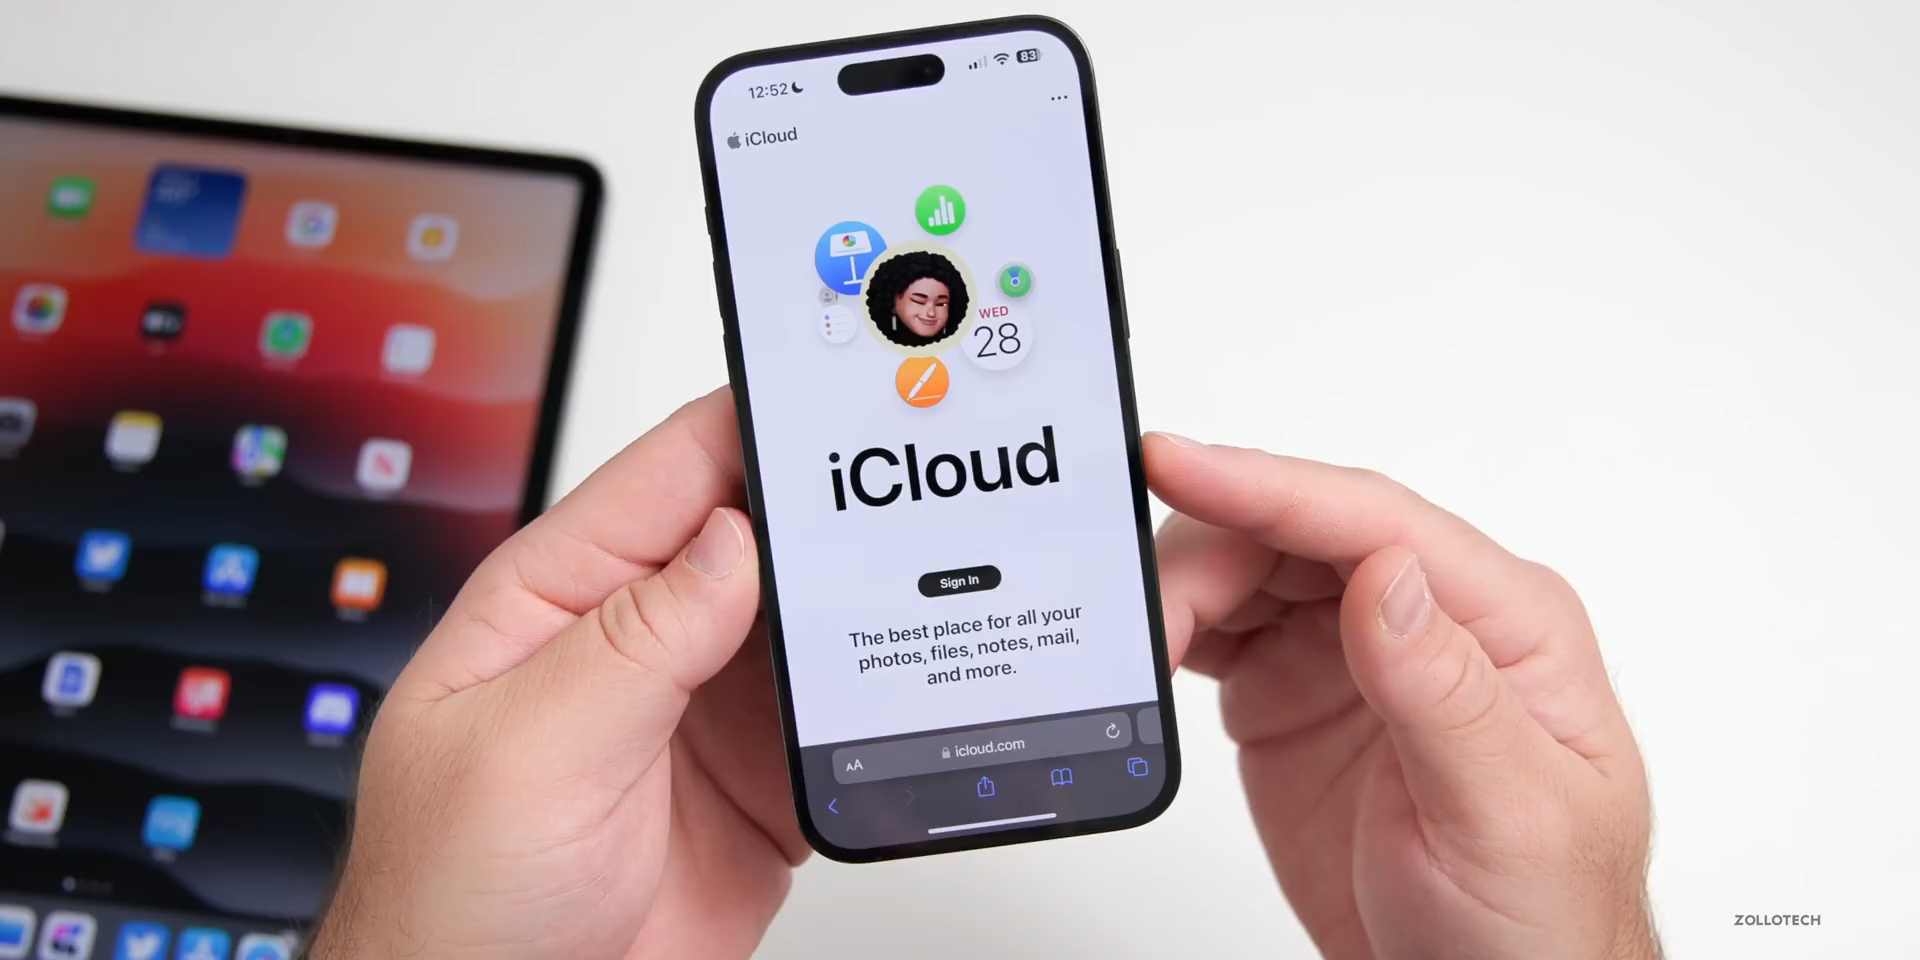 12:52
83
iCloud
WED
28
iCloud
Sign In
The best place for all your
photos, files, notes, mail,
and more.
AA
icloud.com
ZOLLOTECH